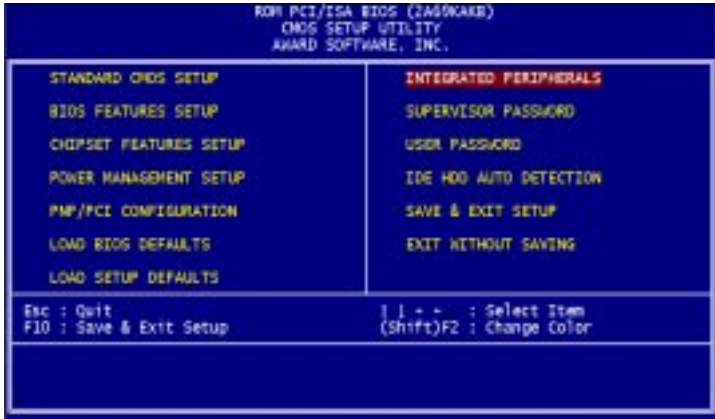 ROM PCI/ISA BIOS (2A69KAKB)
CMOS SETUP UTILITY
AWARD SOFTWARE, INC.
STANDARD CMOS SETUP
BIOS FEATURES SETUP
CHIPSET FEATURES SETUP
POWER MANAGEMENT SETUP
PNP/PCI CONFIGURATION
LOAD BIOS DEFAULTS
LOAD SETUP DEFAULTS
INTEGRATED PERIPHERALS
SUPERVISOR PASSWORD
USER PASSWORD
IDE HDD AUTO DETECTION
SAVE & EXIT SETUP
EXIT WITHOUT SAVING
Esc : Quit
F10 : Save & Exit Setup
: Select Item
(Shift)F2 : Change Color